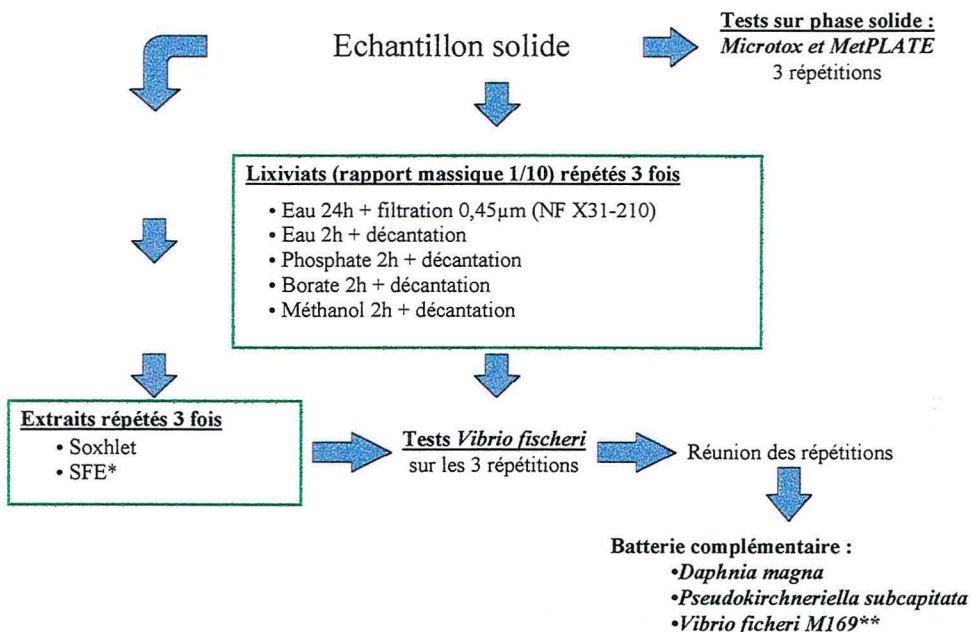 Echantillon solide
Tests sur phase solide :
Microtox et MetPLATE
3 répétitions
Lixiviats (rapport massique 1/10) répétés 3 fois
• Eau 24h + filtration 0,45µm (NF X31-210)
• Eau 2h + décantation
• Phosphate 2h + décantation
• Borate 2h + décantation
• Méthanol 2h + décantation
Extraits répétés 3 fois
• Soxhlet
• SFE*
Tests Vibrio fischeri
sur les 3 répétitions
Réunion des répétitions
Batterie complémentaire :
•Daphnia magna
•Pseudokirchneriella subcapitata
•Vibrio ficheri M169**